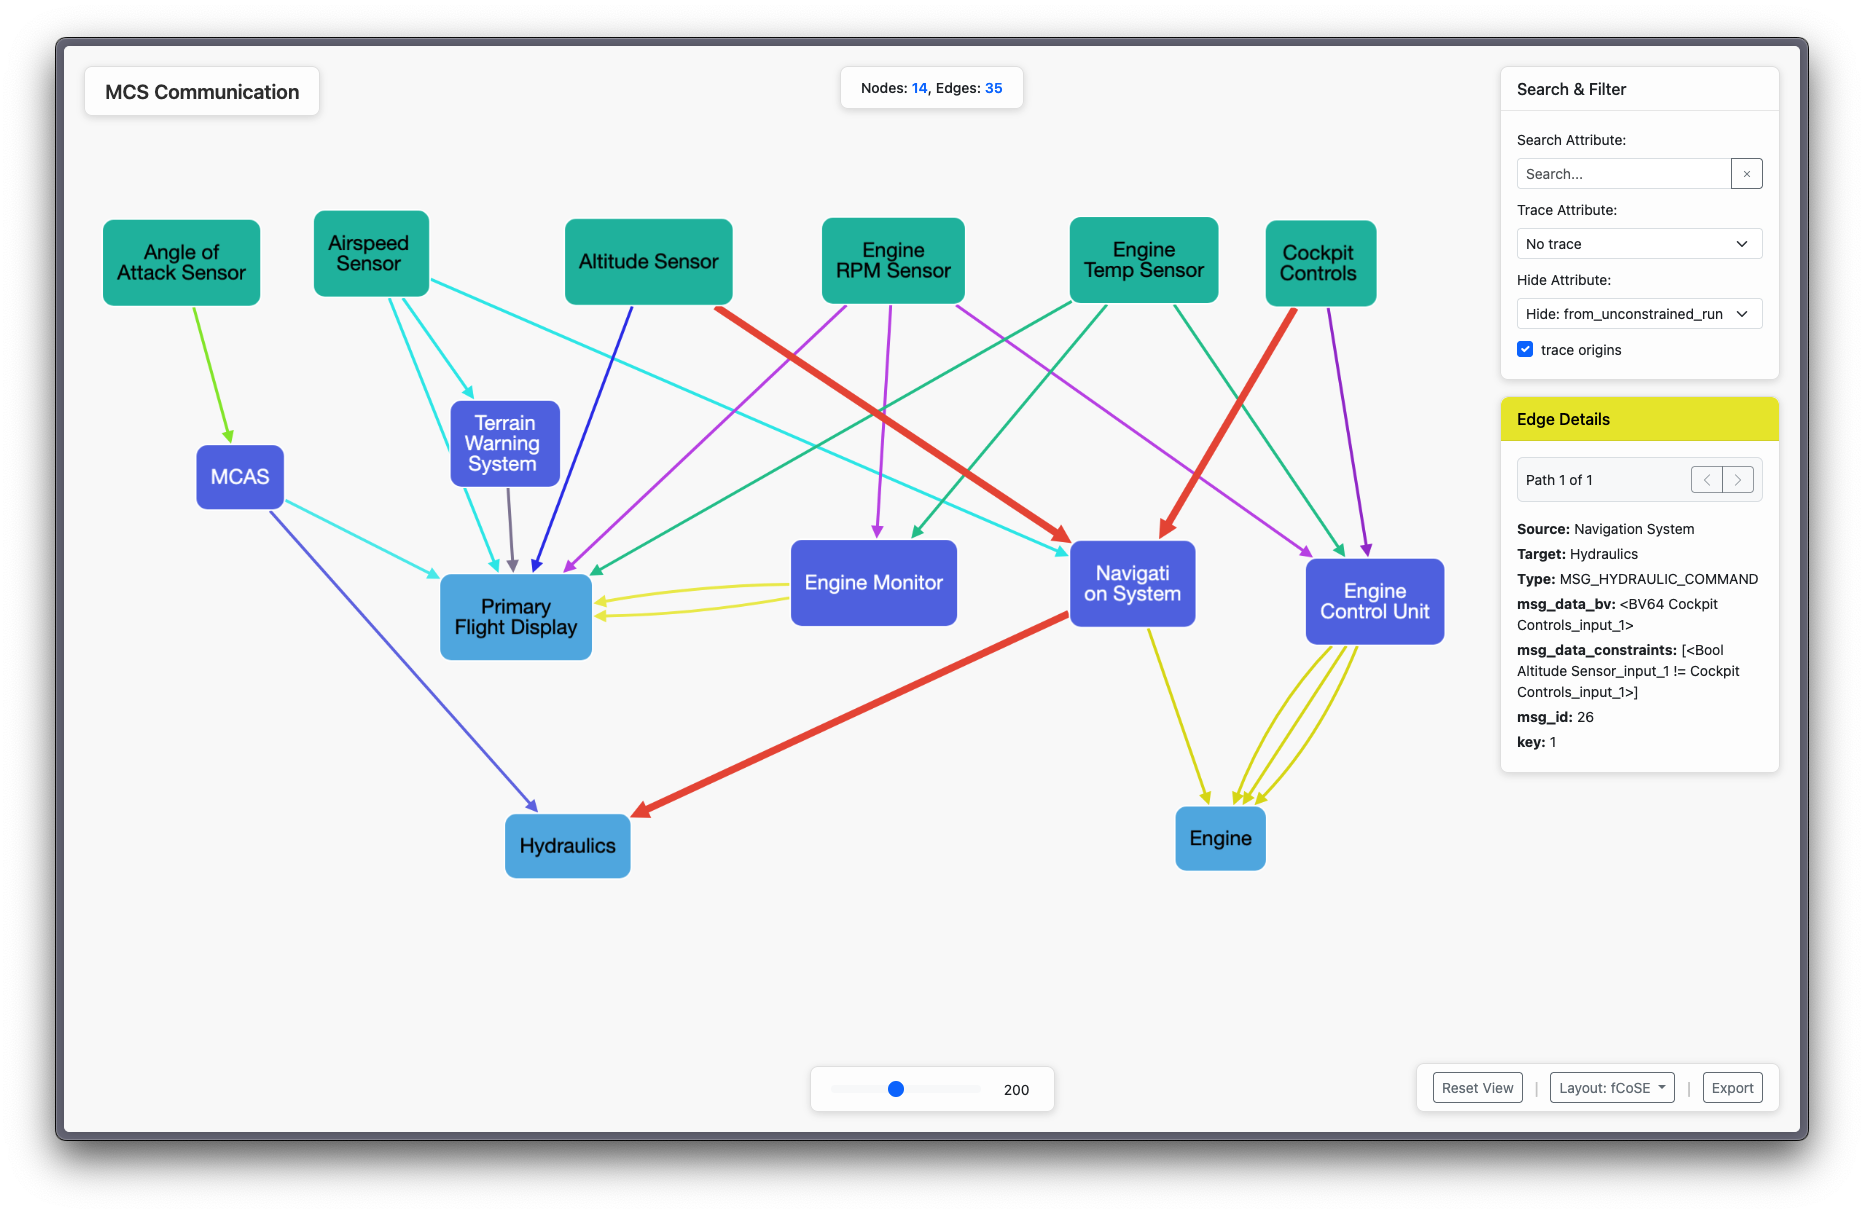 MCS Communication
Nodes: 14, Edges: 35
Search & Filter
Search Attribute:
Search...
×
Trace Attribute:
No trace
Hide Attribute:
Hide: from_unconstrained_run
trace origins
Edge Details
Path 1 of 1
Source: Navigation System
Target: Hydraulics
Type: MSG_HYDRAULIC_COMMAND
msg_data_bv: <BV64 Cockpit
Controls_input_1>
msg_data_constraints: [<Bool
Altitude Sensor_input_1 != Cockpit
Controls_input_1>]
msg_id: 26
key: 1
Angle of
Attack Sensor
Airspeed
Sensor
Altitude Sensor
Engine
RPM Sensor
Engine
Temp Sensor
Cockpit
Controls
MCAS
Terrain
Warning
System
Primary
Flight Display
Engine Monitor
Navigati
on System
Engine
Control Unit
Hydraulics
Engine
200
Reset View
|
Layout: fCoSE
|
Export